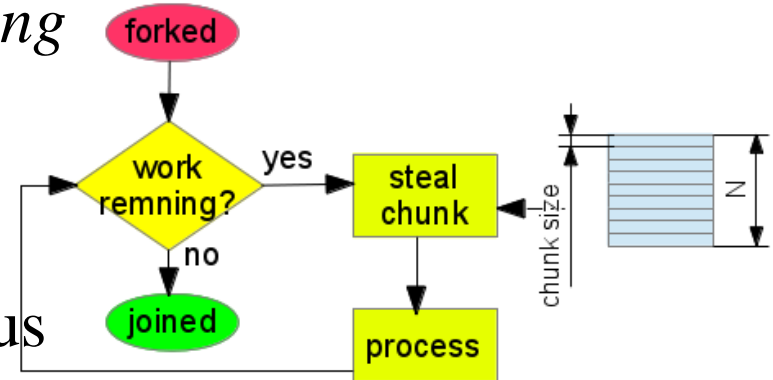 ng
forked
work
remning?
yes
steal
chunk
chunk size
N
no
joined
us
process